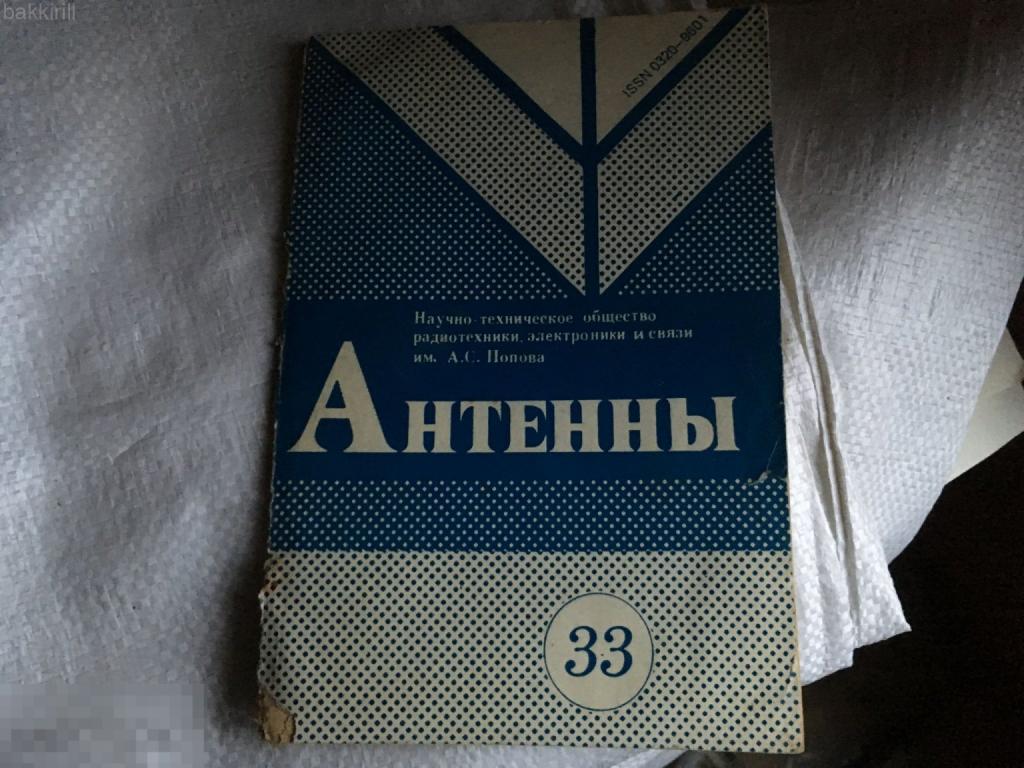 bakkirill
ISSN 0320-9601
Научно-техническое общество
радиотехники, электроники и связи
им. А.С. Попова
Антенны
33